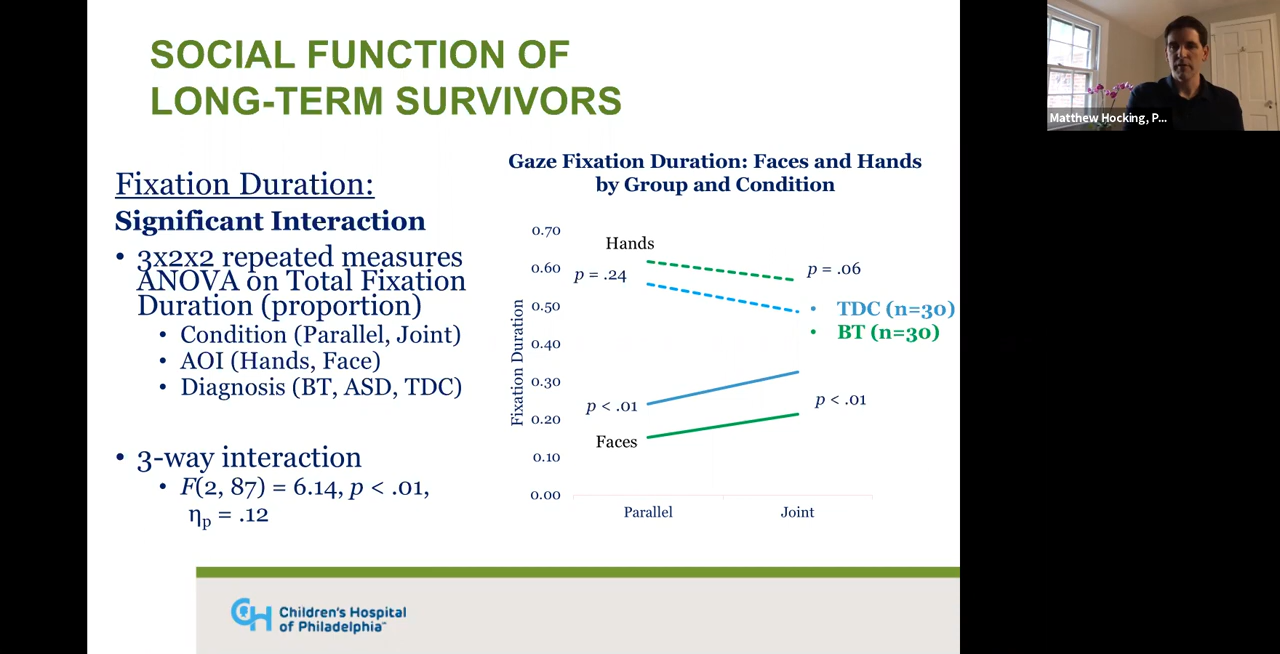 SOCIAL FUNCTION OF
LONG-TERM SURVIVORS
Matthew Hocking, P...
Fixation Duration:
Significant Interaction
• 3x2x2 repeated measures
ANOVA on Total Fixation
Duration (proportion)
• Condition (Parallel, Joint)
• AOI (Hands, Face)
• Diagnosis (BT, ASD, TDC)
• 3-way interaction
• F(2, 87) = 6.14, p < .01,
ηp = .12
Gaze Fixation Duration: Faces and Hands
by Group and Condition
Fixation Duration
0.70
0.60
0.50
0.40
0.30
0.20
0.10
0.00
Hands
p = .24
p = .06
• TDC (n=30)
• BT (n=30)
p < .01
p < .01
Faces
Parallel
Joint
CH Children's Hospital
of Philadelphia™